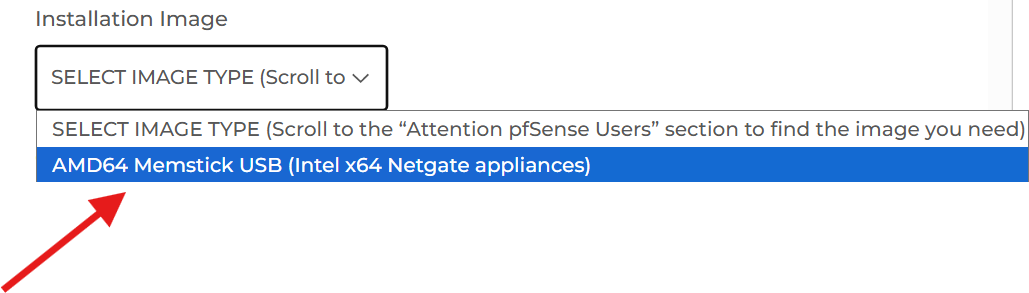 Installation Image
SELECT IMAGE TYPE (Scroll to
SELECT IMAGE TYPE (Scroll to the “Attention pfSense Users” section to find the image you need)
AMD64 Memstick USB (Intel x64 Netgate appliances)